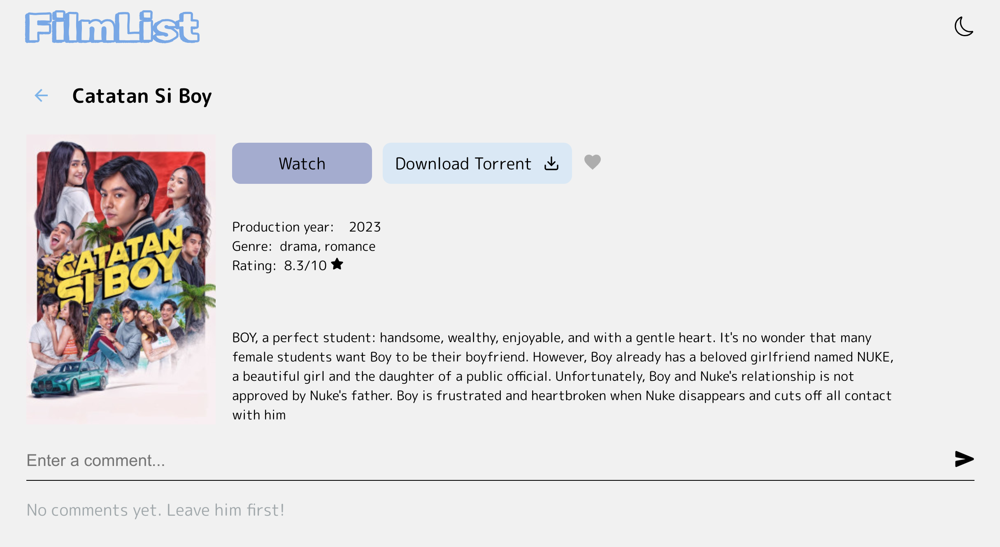 FilmList
Catatan Si Boy
CATATAN
SI BOY
Watch
Download Torrent
Production year: 2023
Genre: drama, romance
Rating: 8.3/10
BOY, a perfect student: handsome, wealthy, enjoyable, and with a gentle heart. It's no wonder that many
female students want Boy to be their boyfriend. However, Boy already has a beloved girlfriend named NUKE,
a beautiful girl and the daughter of a public official. Unfortunately, Boy and Nuke's relationship is not
approved by Nuke's father. Boy is frustrated and heartbroken when Nuke disappears and cuts off all contact
with him
Enter a comment...
No comments yet. Leave him first!